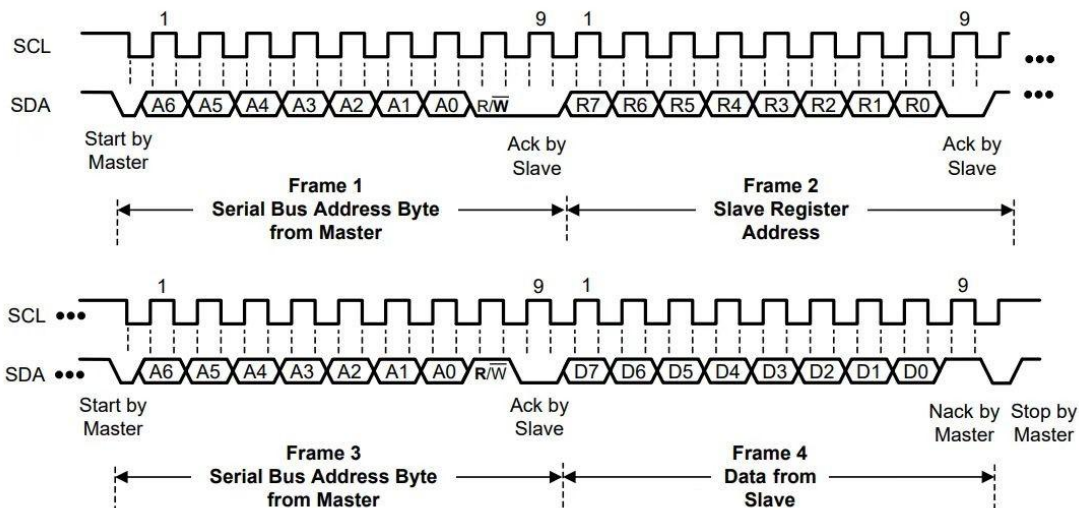 1 9 1 9
SCL
SDA A6 A5 A4 A3 A2 A1 A0 R/W̅ R7 R6 R5 R4 R3 R2 R1 R0
Start by
Master
Ack by
Slave
Ack by
Slave
Frame 1
Serial Bus Address Byte
from Master
Frame 2
Slave Register
Address
1 9 1 9
SCL
SDA A6 A5 A4 A3 A2 A1 A0 R/W̅ D7 D6 D5 D4 D3 D2 D1 D0
Start by
Master
Ack by
Slave
Nack by
Master
Stop by
Master
Frame 3
Serial Bus Address Byte
from Master
Frame 4
Data from
Slave